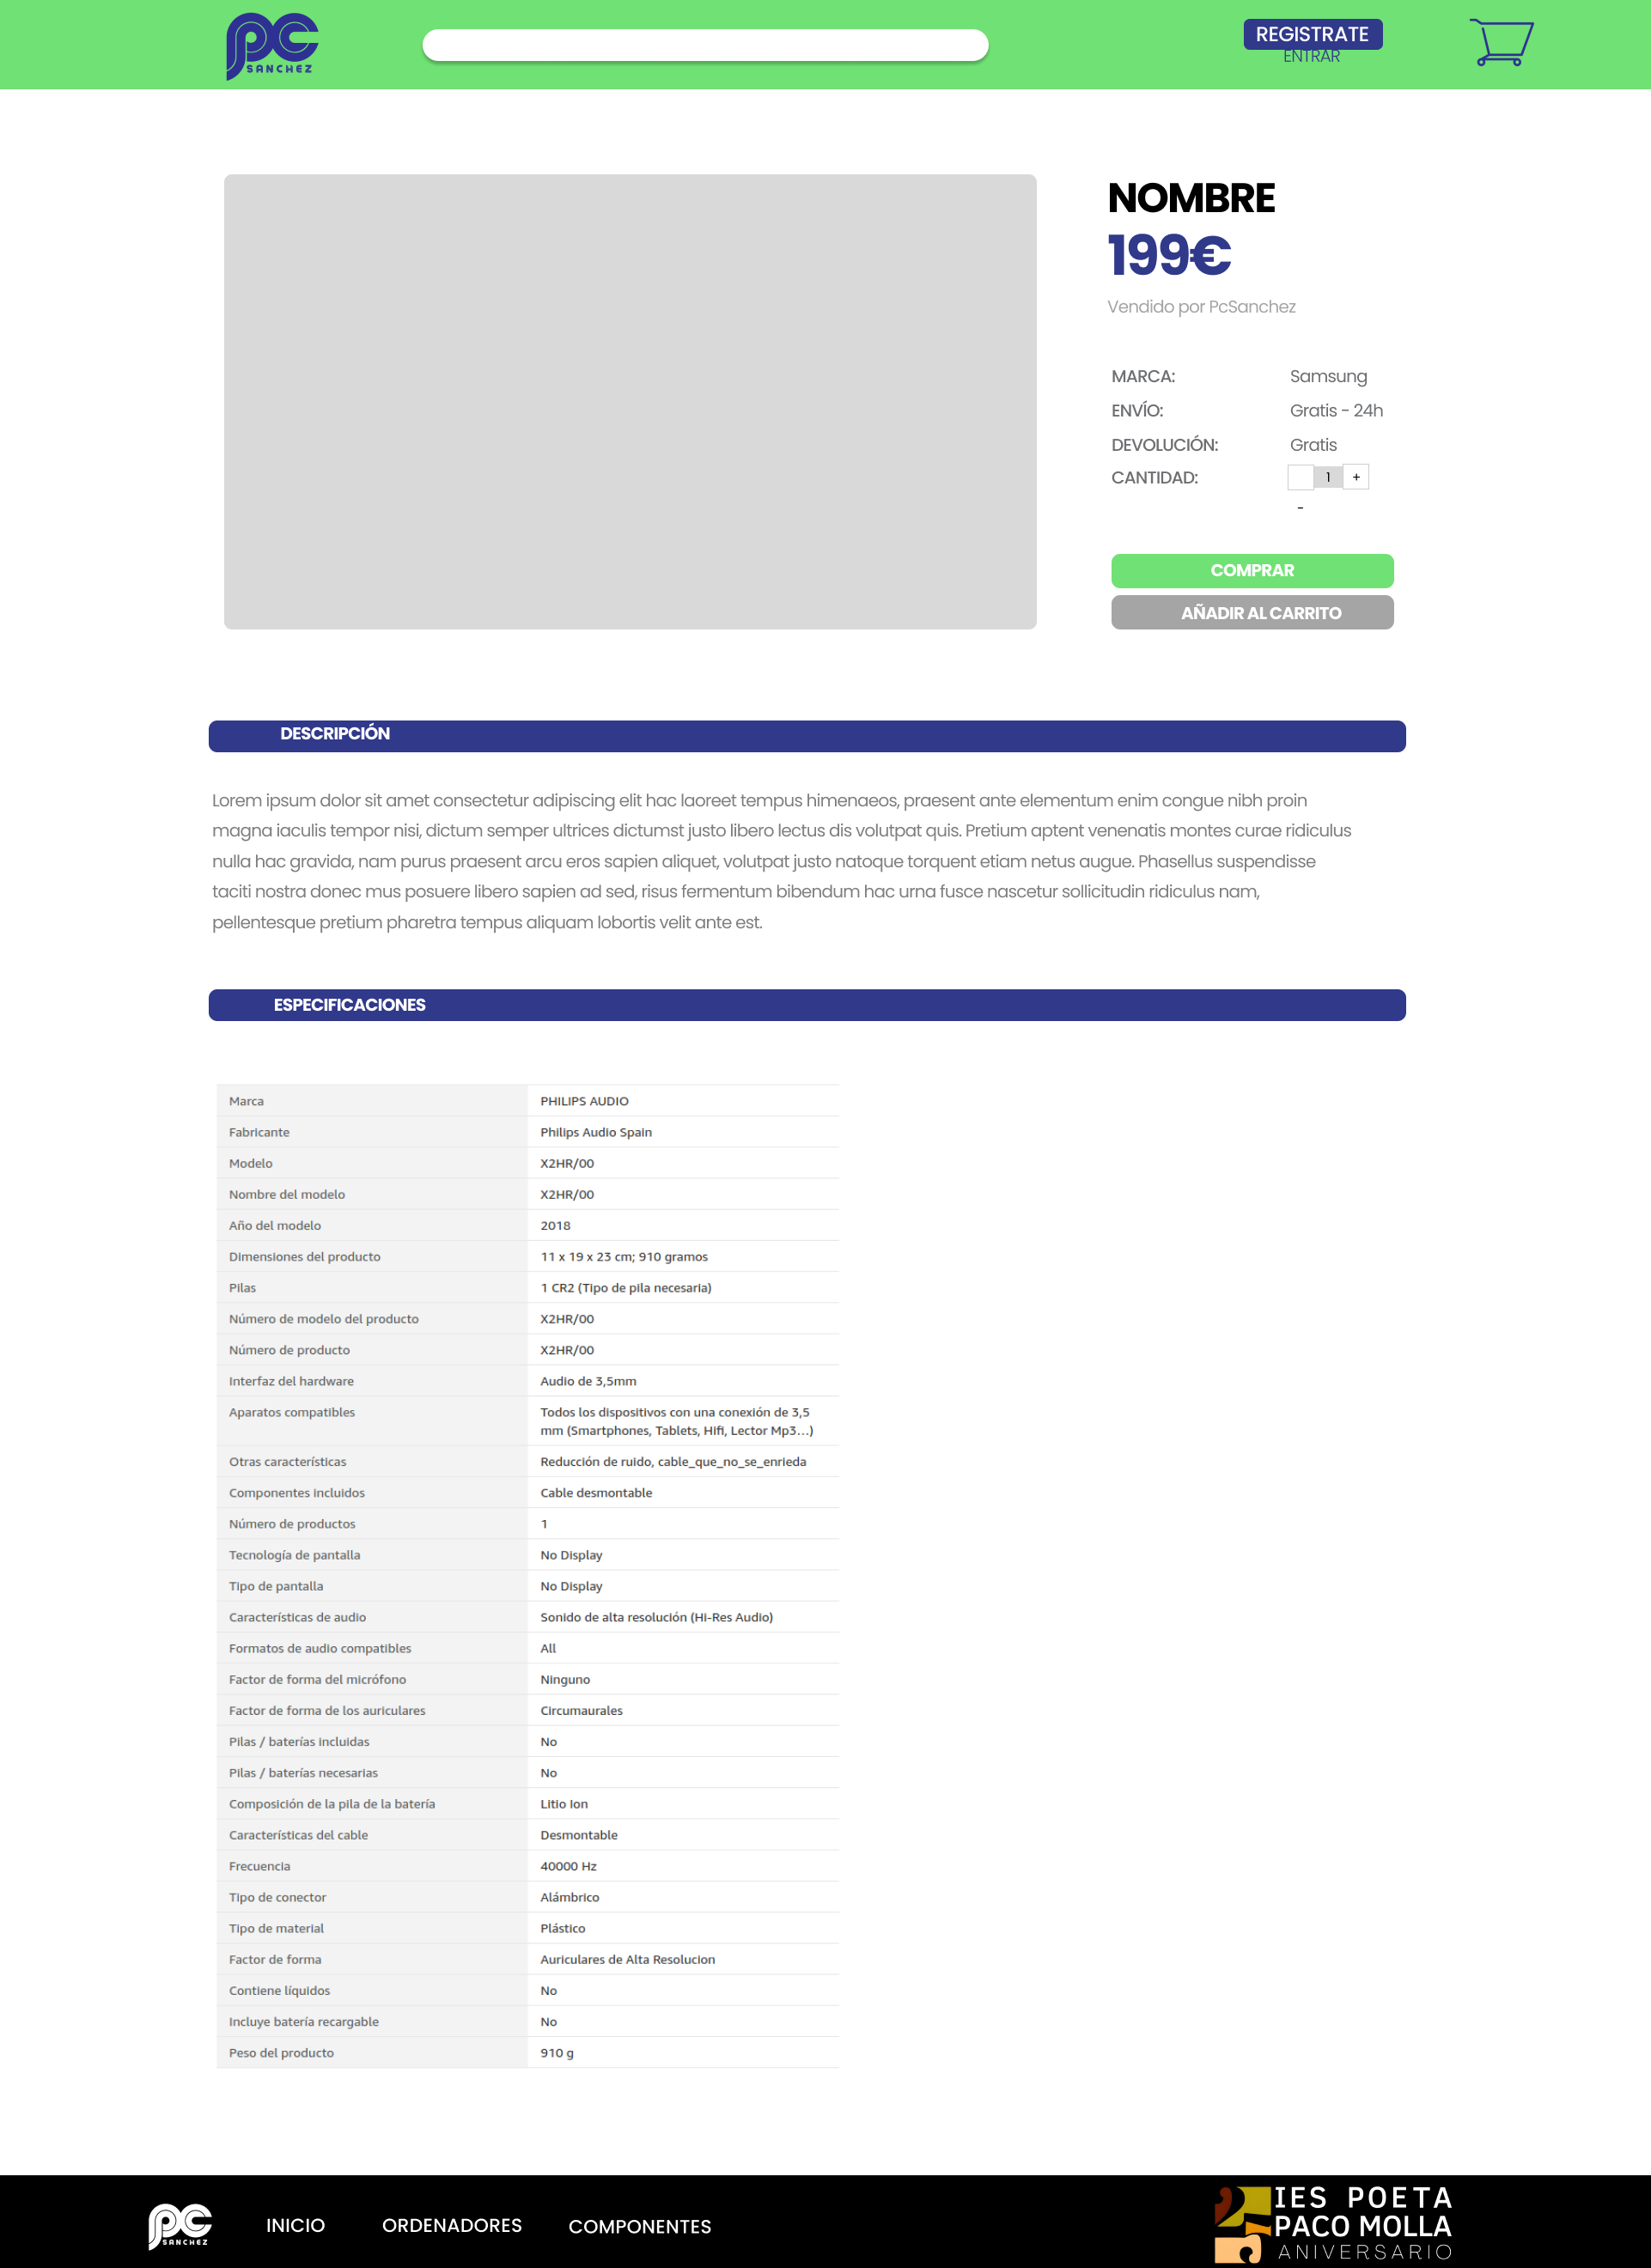 PC
SANCHEZ
REGISTRATE
ENTRAR
NOMBRE
199€
Vendido por PcSanchez
MARCA: Samsung
ENVÍO: Gratis - 24h
DEVOLUCIÓN: Gratis
CANTIDAD: 1 +
-
COMPRAR
AÑADIR AL CARRITO
DESCRIPCIÓN
Lorem ipsum dolor sit amet consectetur adipiscing elit hac laoreet tempus himenaeos, praesent ante elementum enim congue nibh proin
magna iaculis tempor nisi, dictum semper ultrices dictumst justo libero lectus dis volutpat quis. Pretium aptent venenatis montes curae ridiculus
nulla hac gravida, nam purus praesent arcu eros sapien aliquet, volutpat justo natoque torquent etiam netus augue. Phasellus suspendisse
taciti nostra donec mus posuere libero sapien ad sed, risus fermentum bibendum hac urna fusce nascetur sollicitudin ridiculus nam,
pellentesque pretium pharetra tempus aliquam lobortis velit ante est.
ESPECIFICACIONES
Marca PHILIPS AUDIO
Fabricante Philips Audio Spain
Modelo X2HR/00
Nombre del modelo X2HR/00
Año del modelo 2018
Dimensiones del producto 11 x 19 x 23 cm; 910 gramos
Pilas 1 CR2 (Tipo de pila necesaria)
Número de modelo del producto X2HR/00
Número de producto X2HR/00
Interfaz del hardware Audio de 3,5mm
Aparatos compatibles Todos los dispositivos con una conexión de 3,5
mm (Smartphones, Tablets, Hifi, Lector Mp3…)
Otras características Reducción de ruido, cable_que_no_se_enrieda
Componentes incluidos Cable desmontable
Número de productos 1
Tecnología de pantalla No Display
Tipo de pantalla No Display
Características de audio Sonido de alta resolución (Hi-Res Audio)
Formatos de audio compatibles All
Factor de forma del micrófono Ninguno
Factor de forma de los auriculares Circumaurales
Pilas / baterías incluidas No
Pilas / baterías necesarias No
Composición de la pila de la batería Litio Ion
Características del cable Desmontable
Frecuencia 40000 Hz
Tipo de conector Alámbrico
Tipo de material Plástico
Factor de forma Auriculares de Alta Resolucion
Contiene líquidos No
Incluye batería recargable No
Peso del producto 910 g
PC
SANCHEZ
INICIO ORDENADORES COMPONENTES
25
IES POETA
PACO MOLLA
ANIVERSARIO